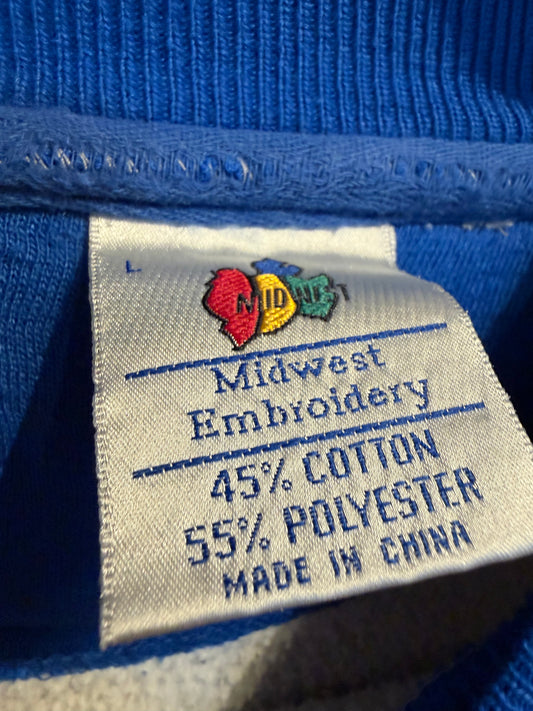 L
MIDWEST
Midwest
Embroidery
45% COTTON
55% POLYESTER
MADE IN CHINA